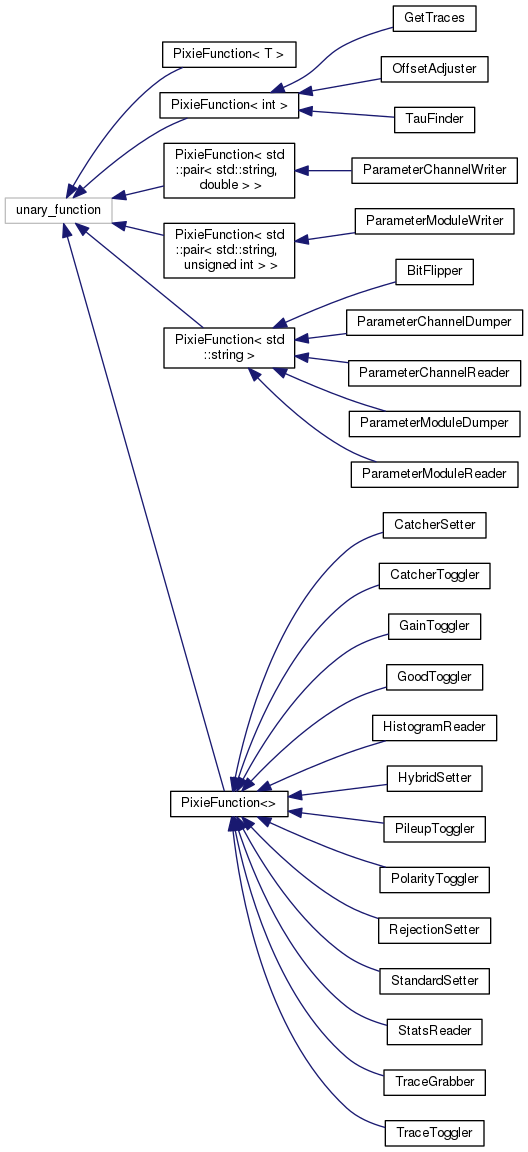 GetTraces
PixieFunction< T >
OffsetAdjuster
PixieFunction< int >
TauFinder
PixieFunction< std
::pair< std::string,
double > >
ParameterChannelWriter
unary_function
ParameterModuleWriter
PixieFunction< std
::pair< std::string,
unsigned int > >
BitFlipper
ParameterChannelDumper
PixieFunction< std
::string >
ParameterChannelReader
ParameterModuleDumper
ParameterModuleReader
CatcherSetter
CatcherToggler
GainToggler
GoodToggler
HistogramReader
HybridSetter
PixieFunction<>
PileupToggler
PolarityToggler
RejectionSetter
StandardSetter
StatsReader
TraceGrabber
TraceToggler